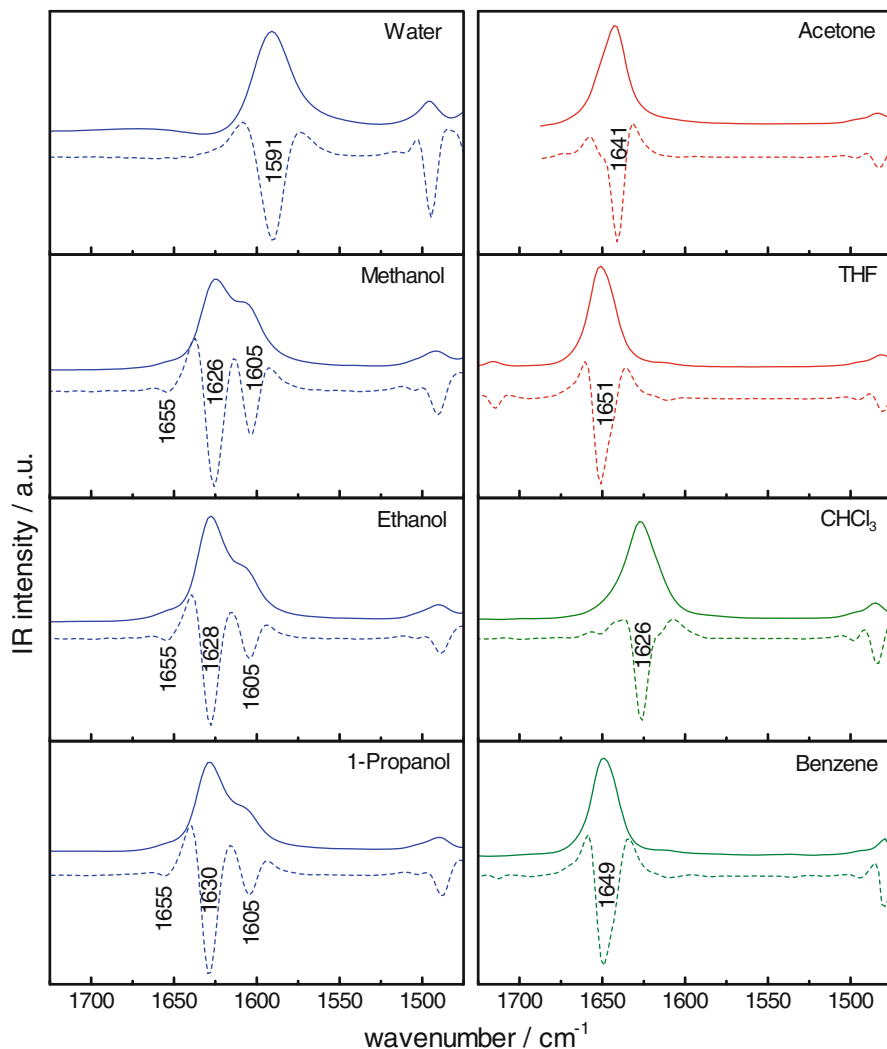 Water
1591
Acetone
1641
Methanol
1655
1626
1605
THF
1651
Ethanol
1655
1628
1605
CHCl₃
1626
1-Propanol
1655
1630
1605
Benzene
1649
1700 1650 1600 1550 1500
1700 1650 1600 1550 1500
IR intensity / a.u.
wavenumber / cm⁻¹